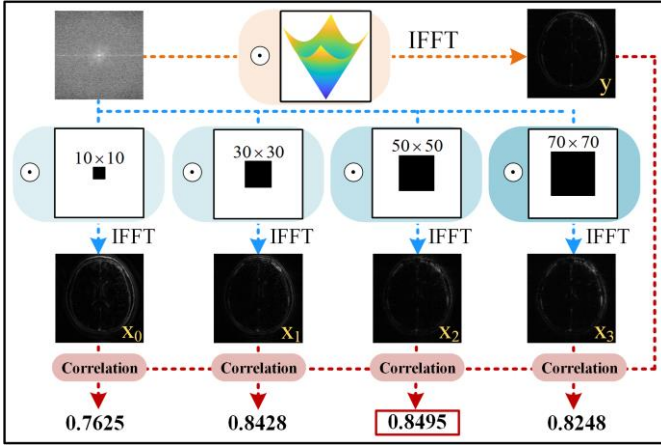 IFFT
y
10×10
30×30
50×50
70×70
IFFT
IFFT
IFFT
IFFT
X₀
X₁
X₂
X₃
Correlation
Correlation
Correlation
Correlation
0.7625
0.8428
0.8495
0.8248